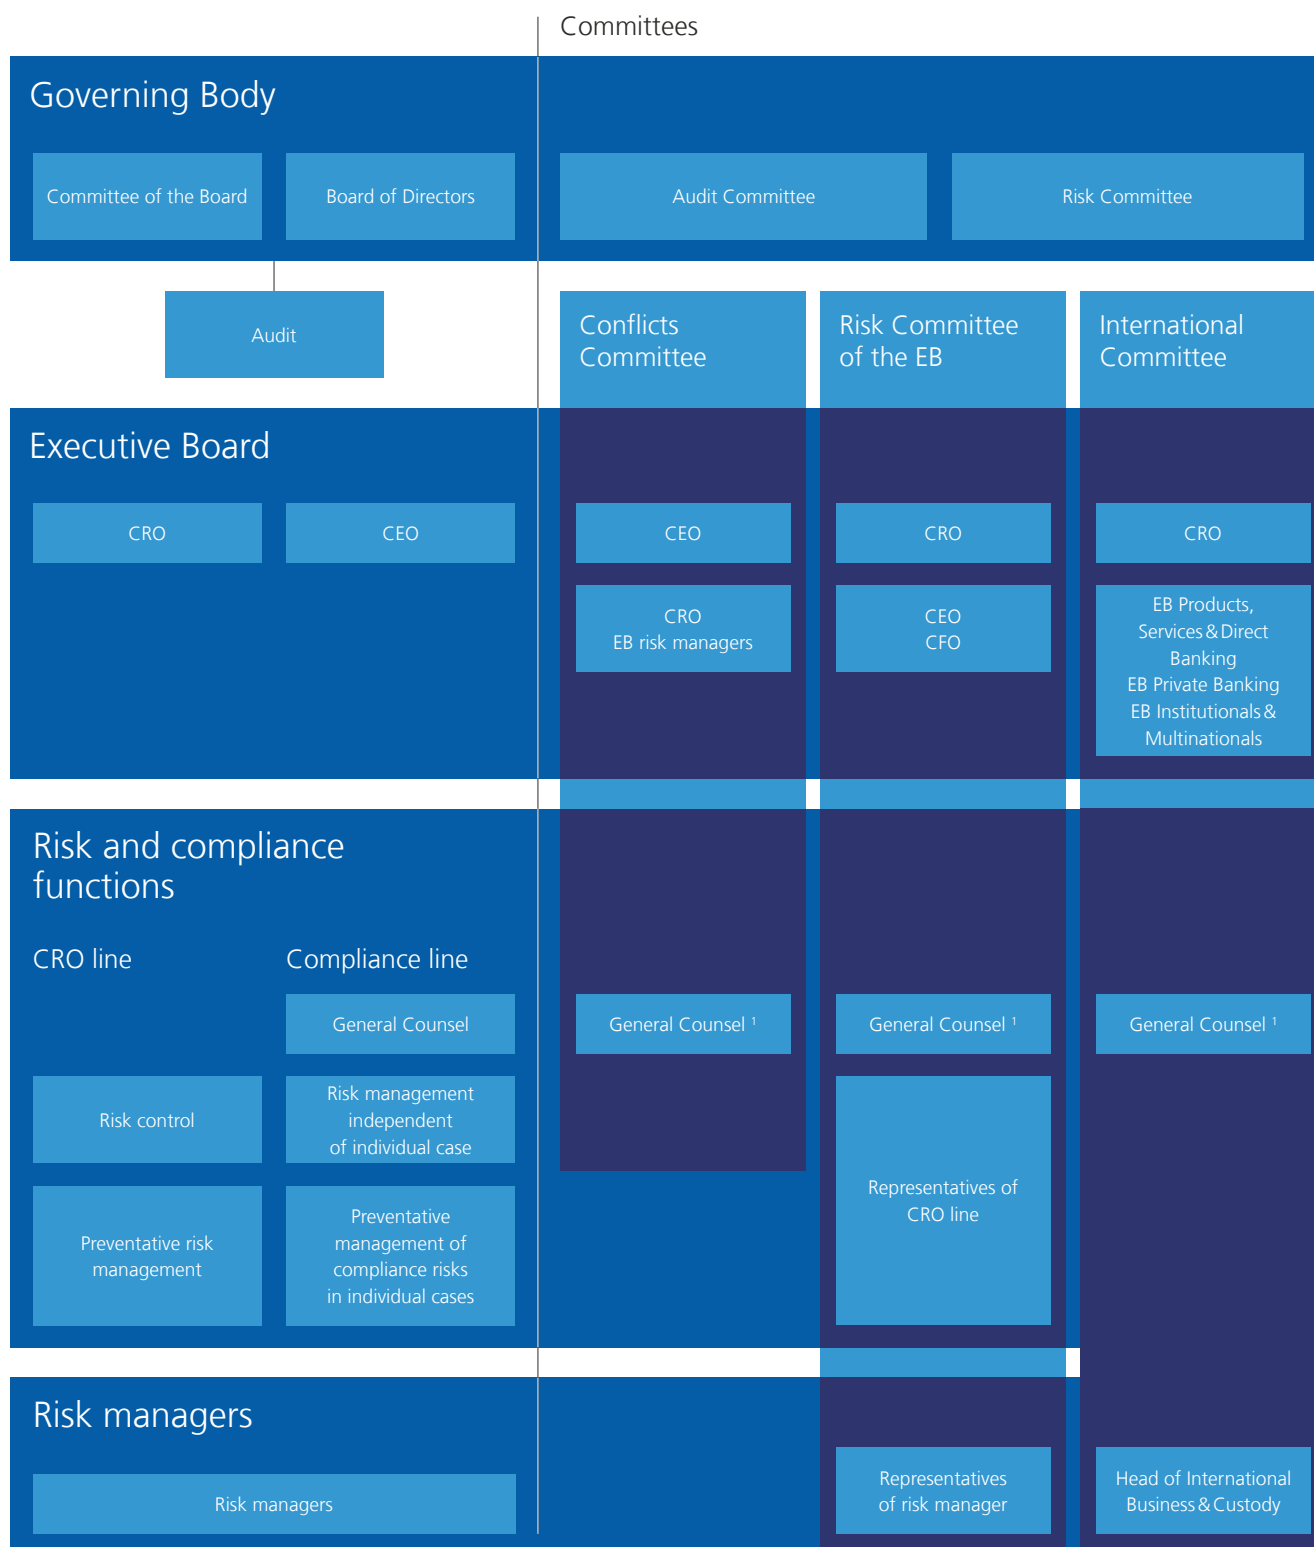 Committees
Governing Body
Committee of the Board
Board of Directors
Audit Committee
Risk Committee
Audit
Conflicts
Committee
Risk Committee
of the EB
International
Committee
Executive Board
CRO
CEO
CEO
CRO
CRO
CRO
EB risk managers
CEO
CFO
EB Products,
Services & Direct
Banking
EB Private Banking
EB Institutionals &
Multinationals
Risk and compliance
functions
CRO line
Compliance line
General Counsel
General Counsel 1
General Counsel 1
General Counsel 1
Risk control
Risk management
independent
of individual case
Representatives of
CRO line
Preventative risk
management
Preventative
management of
compliance risks
in individual cases
Risk managers
Risk managers
Representatives
of risk manager
Head of International
Business & Custody